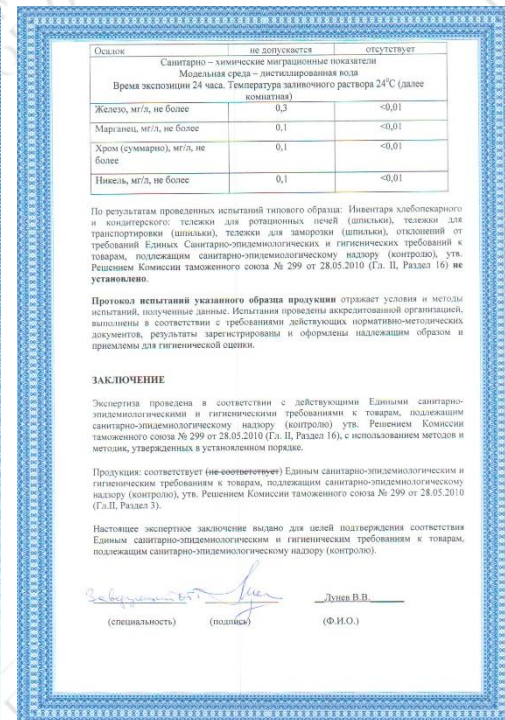 Осадок не допускается отсутствует
Санитарно – химические миграционные показатели
Модельная среда – дистиллированная вода
Время экспозиции 24 часа. Температура заливочного раствора 24⁰С (далее
комнатная)
Железо, мг/л, не более 0,3 <0,01
Марганец, мг/л, не более 0,1 <0,01
Хром (суммарно), мг/л, не 0,1 <0,01
более
Никель, мг/л, не более 0,1 <0,01
По результатам проведенных испытаний типового образца: Инвентаря хлебопекарного
и кондитерского: тележки для ротационных печей (шпильки), тележки для
транспортировки (шпильки), тележки для заморозки (шпильки), отклонений от
требований Единых Санитарно-эпидемиологических и гигиенических требований к
товарам, подлежащим санитарно-эпидемиологическому надзору (контролю), утв.
Решением Комиссии таможенного союза № 299 от 28.05.2010 (Гл. II, Раздел 16) не
установлено.
Протокол испытаний указанного образца продукции отражает условия и методы
испытаний, полученные данные. Испытания проведены аккредитованной организацией,
выполнены в соответствии с требованиями действующих нормативно-методических
документов, результаты зарегистрированы и оформлены надлежащим образом и
приемлемы для гигиенической оценки.
ЗАКЛЮЧЕНИЕ
Экспертиза проведена в соответствии с действующими Едиными санитарно-
эпидемиологическими и гигиеническими требованиями к товарам, подлежащим
санитарно-эпидемиологическому надзору (контролю) утв. Решением Комиссии
таможенного союза № 299 от 28.05.2010 (Гл. II, Раздел 16), с использованием методов и
методик, утвержденных в установленном порядке.
Продукция: соответствует (не соответствует) Единым санитарно-эпидемиологическим и
гигиеническим требованиям к товарам, подлежащим санитарно-эпидемиологическому
надзору (контролю), утв. Решением Комиссии таможенного союза № 299 от 28.05.2010
(Гл.II, Раздел 3).
Настоящее экспертное заключение выдано для целей подтверждения соответствия
Единым санитарно-эпидемиологическим и гигиеническим требованиям к товарам,
подлежащим санитарно-эпидемиологическому надзору (контролю).
Лунев В.В.
(специальность) (подпись) (Ф.И.О.)